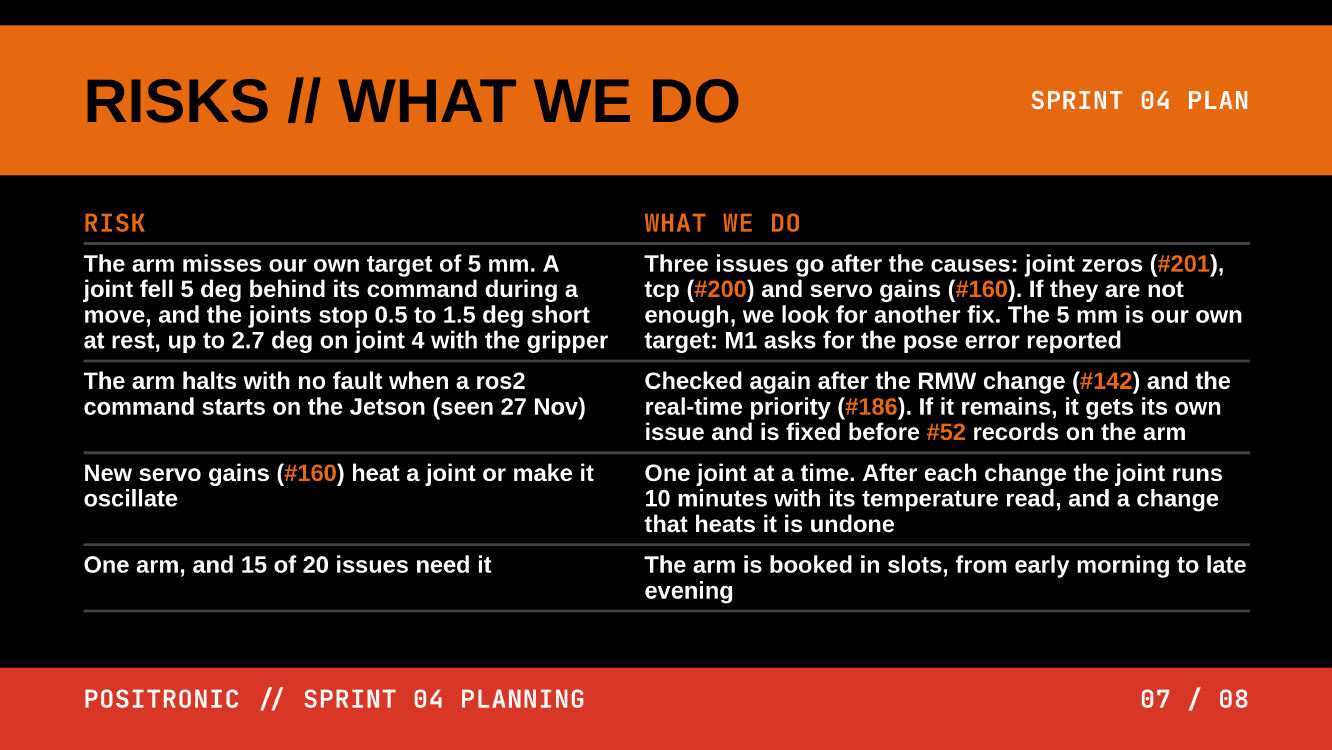 RISKS // WHAT WE DO
SPRINT 04 PLAN
RISK
WHAT WE DO
The arm misses our own target of 5 mm. A
joint fell 5 deg behind its command during a
move, and the joints stop 0.5 to 1.5 deg short
at rest, up to 2.7 deg on joint 4 with the gripper
Three issues go after the causes: joint zeros (#201),
tcp (#200) and servo gains (#160). If they are not
enough, we look for another fix. The 5 mm is our own
target: M1 asks for the pose error reported
The arm halts with no fault when a ros2
command starts on the Jetson (seen 27 Nov)
Checked again after the RMW change (#142) and the
real-time priority (#186). If it remains, it gets its own
issue and is fixed before #52 records on the arm
New servo gains (#160) heat a joint or make it
oscillate
One joint at a time. After each change the joint runs
10 minutes with its temperature read, and a change
that heats it is undone
One arm, and 15 of 20 issues need it
The arm is booked in slots, from early morning to late
evening
POSITRONIC // SPRINT 04 PLANNING
07 / 08